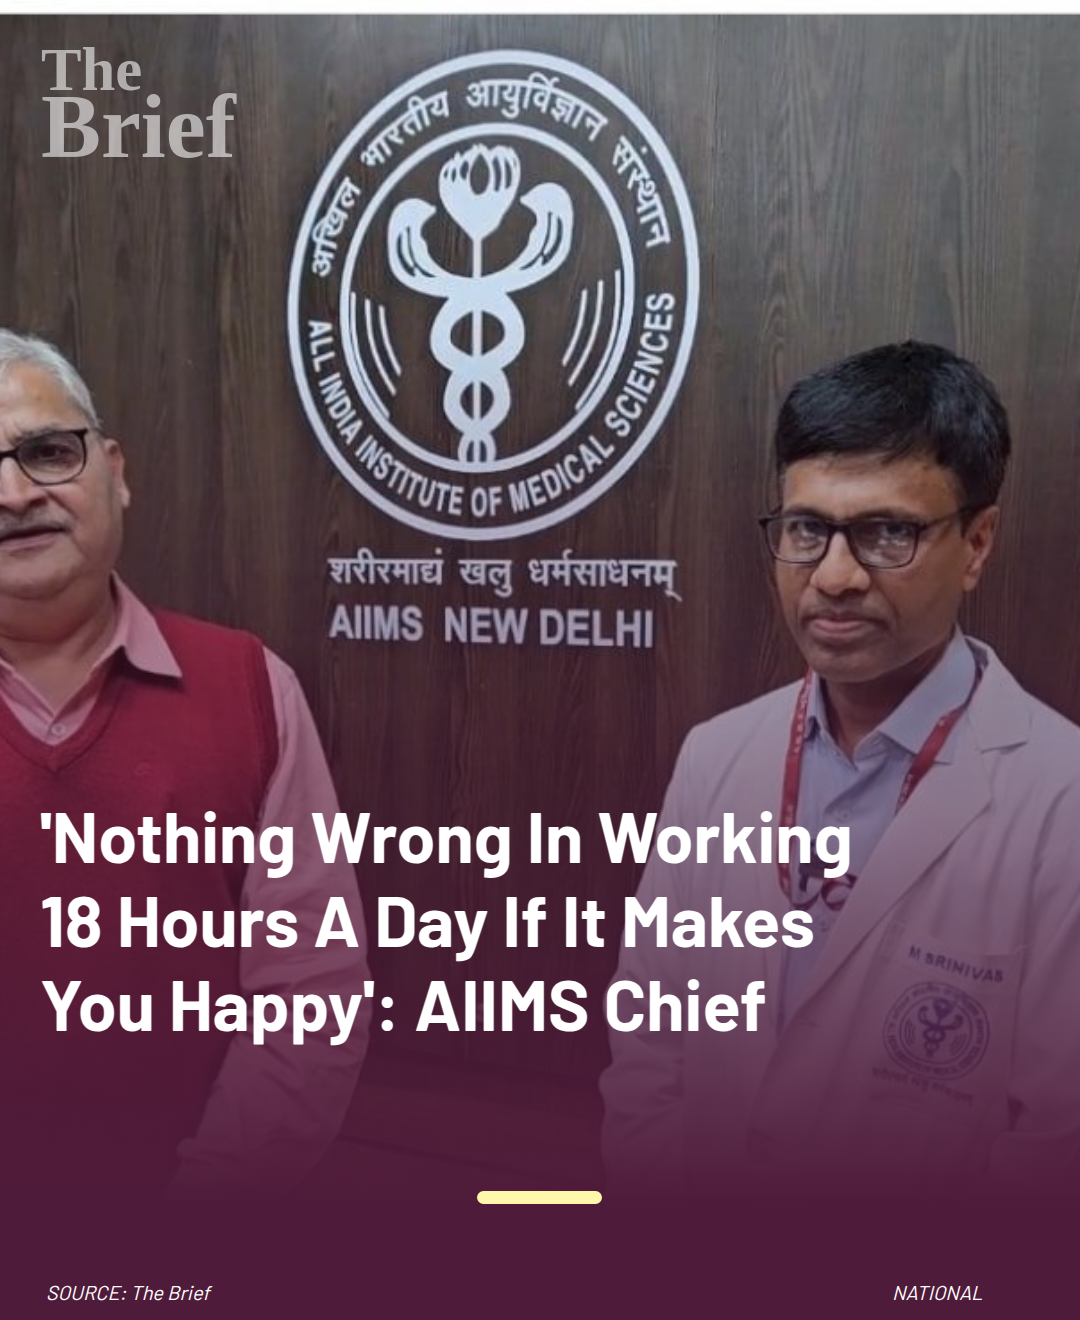 The
Brief
अखिल भारतीय आयुर्विज्ञान संस्थान
ALL INDIA INSTITUTE OF MEDICAL SCIENCES
शरीरमाद्यं खलु धर्मसाधनम्
AIIMS NEW DELHI
'Nothing Wrong In Working
18 Hours A Day If It Makes
You Happy': AIIMS Chief
M SRINIVAS
SOURCE: The Brief
NATIONAL